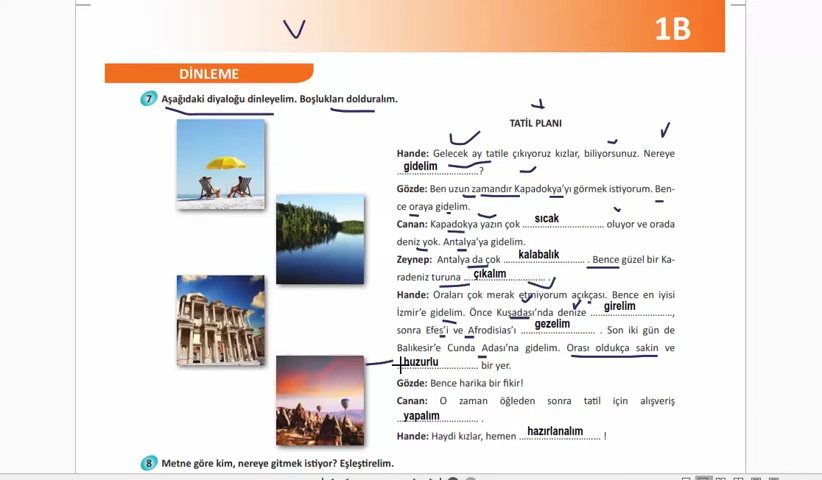 1B
DİNLEME
7 Aşağıdaki diyaloğu dinleyelim. Boşlukları dolduralım.
TATİL PLANI
Hande: Gelecek ay tatile çıkıyoruz kızlar, biliyorsunuz. Nereye
gidelim ?
Gözde: Ben uzun zamandır Kapadokya'yı görmek istiyorum. Ben-
ce oraya gidelim.
Canan: Kapadokya yazın çok sıcak oluyor ve orada
deniz yok. Antalya'ya gidelim.
Zeynep: Antalya da çok kalabalık . Bence güzel bir Ka-
radeniz turuna çıkalım .
Hande: Oraları çok merak etmiyorum açıkçası. Bence en iyisi
İzmir'e gidelim. Önce Kuşadası'nda denize girelim ,
sonra Efes'i ve Afrodisias'ı gezelim . Son iki gün de
Balıkesir'e Cunda Adası'na gidelim. Orası oldukça sakin ve
huzurlu bir yer.
Gözde: Bence harika bir fikir!
Canan: O zaman öğleden sonra tatil için alışveriş
yapalım .
Hande: Haydi kızlar, hemen hazırlanalım !
8 Metne göre kim, nereye gitmek istiyor? Eşleştirelim.